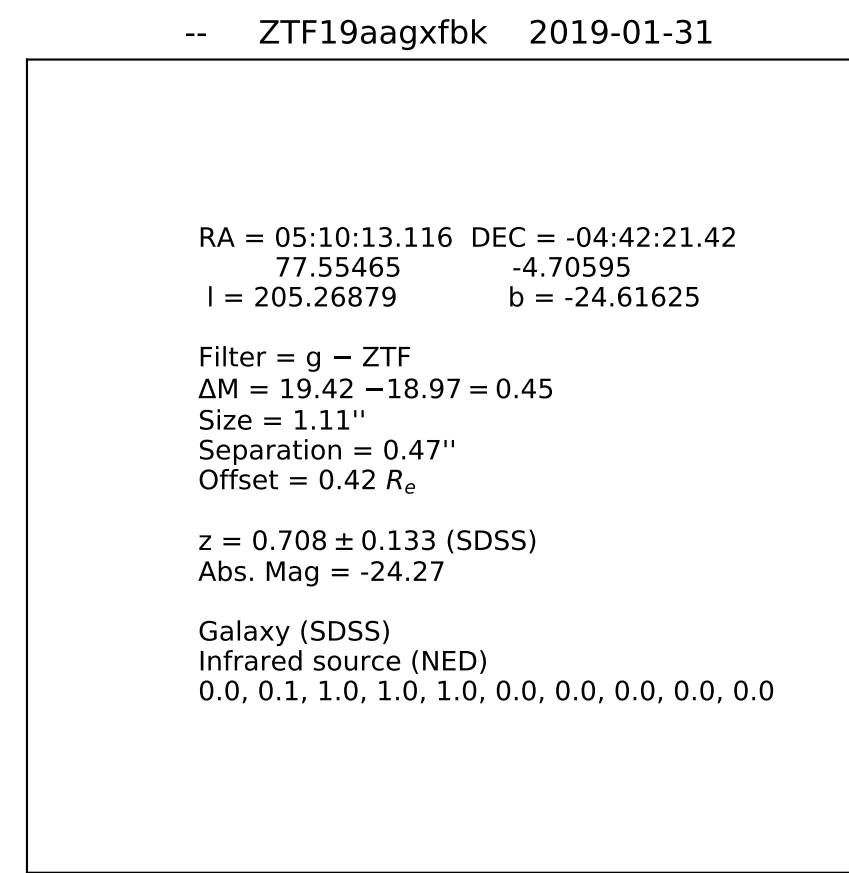 -- ZTF19aagxfbk 2019-01-31
RA = 05:10:13.116 DEC = -04:42:21.42
77.55465 -4.70595
l = 205.26879 b = -24.61625
Filter = g − ZTF
ΔM = 19.42 −18.97 = 0.45
Size = 1.11''
Separation = 0.47''
Offset = 0.42 Rₑ
z = 0.708 ± 0.133 (SDSS)
Abs. Mag = -24.27
Galaxy (SDSS)
Infrared source (NED)
0.0, 0.1, 1.0, 1.0, 1.0, 0.0, 0.0, 0.0, 0.0, 0.0